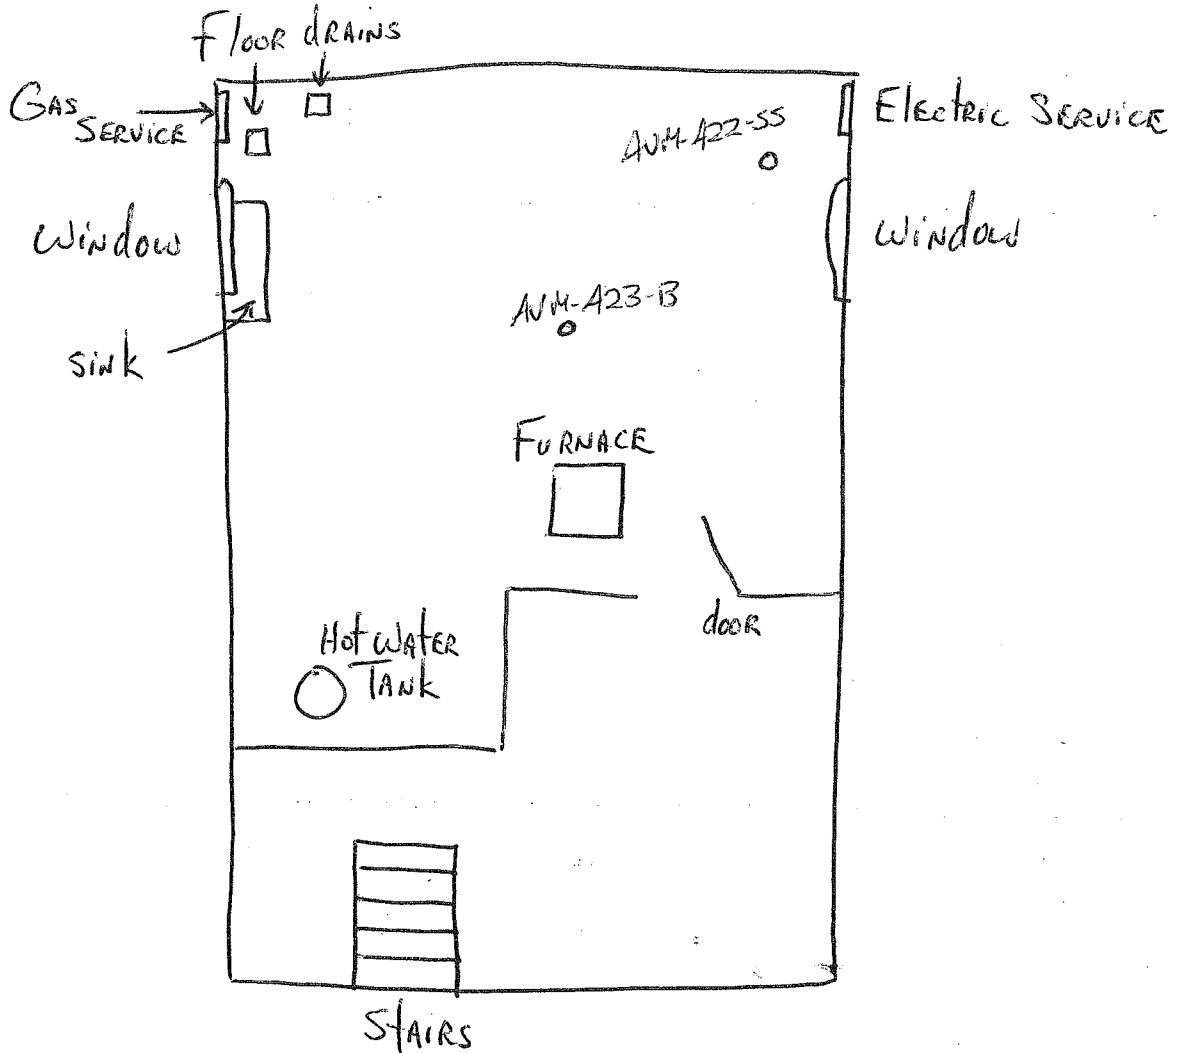 Floor drains
Gas
Service
Electric Service
AVM-A22-SS
Window
Window
AVM-A23-B
sink
Furnace
door
Hot Water
Tank
Stairs